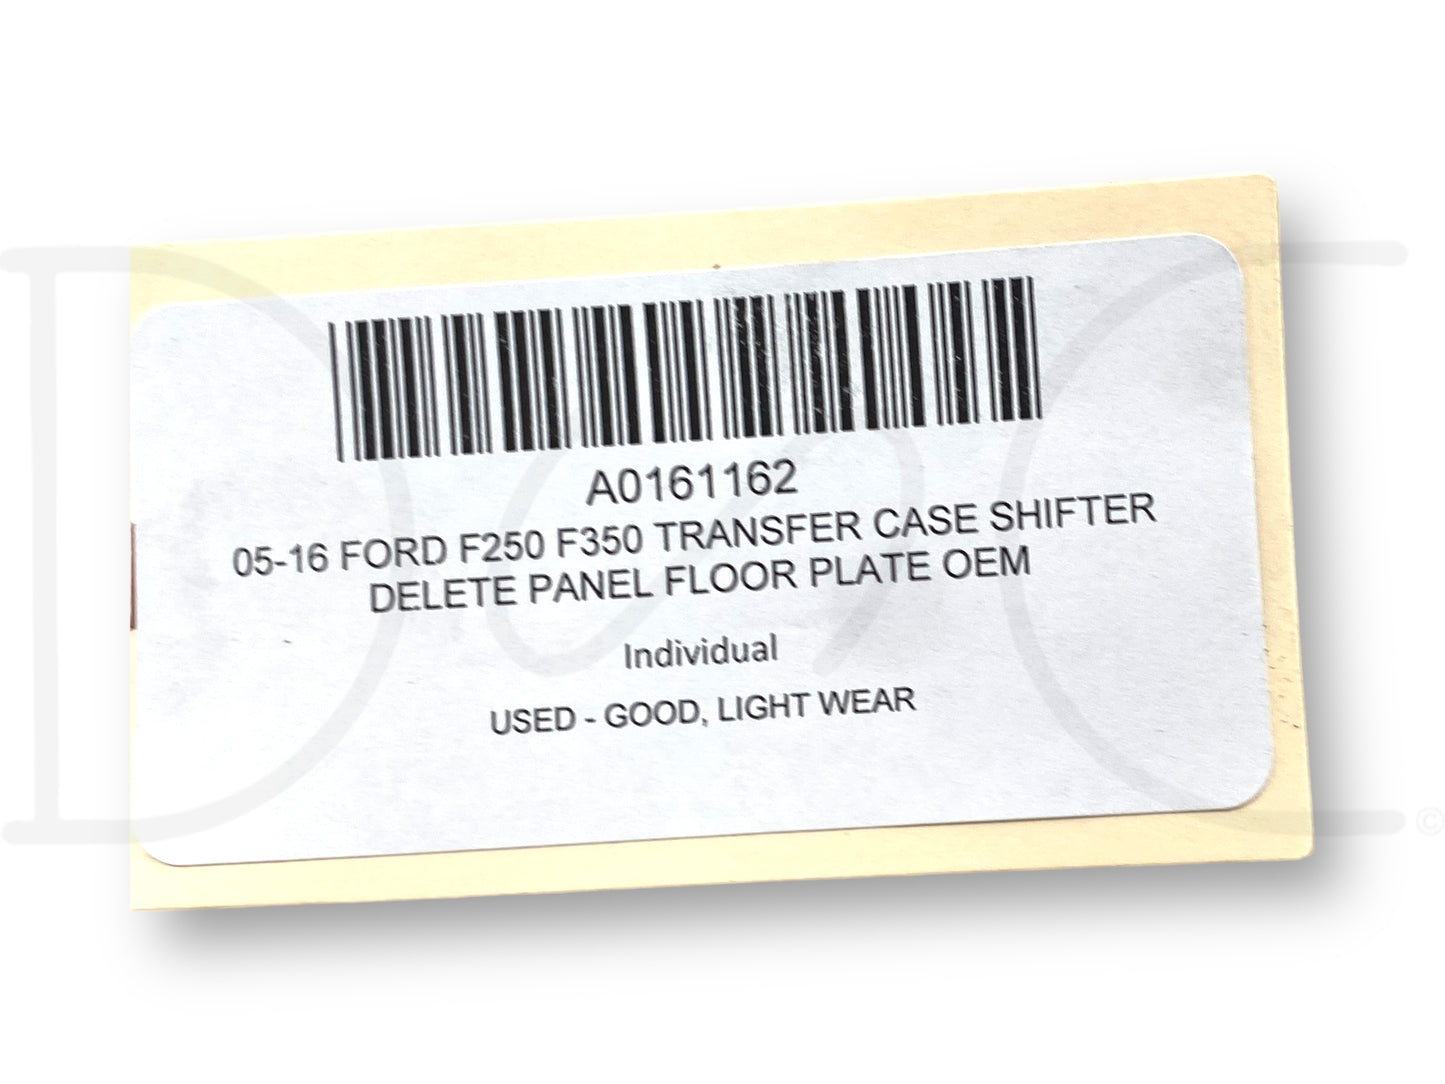 A0161162
05-16 FORD F250 F350 TRANSFER CASE SHIFTER
DELETE PANEL FLOOR PLATE OEM
Individual
USED - GOOD, LIGHT WEAR
©